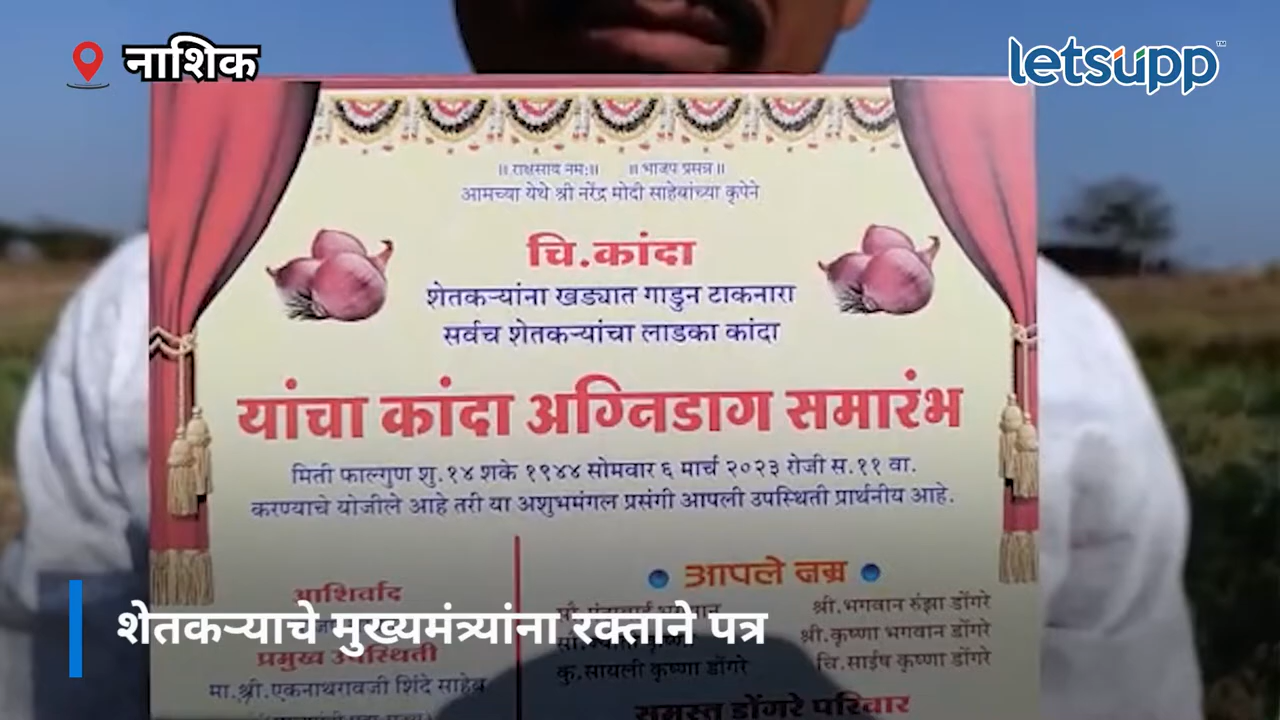 नाशिक
letsupp
TM
॥ राक्षसाय नमः॥ ॥ भाजप प्रसन्न ॥
आमच्या येथे श्री नरेंद्र मोदी साहेबांच्या कृपेने
चि.कांदा
शेतकऱ्यांना खड्यात गाडुन टाकनारा
सर्वच शेतकऱ्यांचा लाडका कांदा
यांचा कांदा अग्निडाग समारंभ
मिती फाल्गुण शु.१४ शके १९४४ सोमवार ६ मार्च २०२३ रोजी स.११ वा.
करण्याचे योजीले आहे तरी या अशुभमंगल प्रसंगी आपली उपस्थिती प्रार्थनीय आहे.
आशिर्वाद
प्रमुख उपस्थिती
मा.श्री.एकनाथरावजी शिंदे साहेब
आपले नम्र
श्री.भगवान रुंझा डोंगरे
श्री.कृष्णा भगवान डोंगरे
कु.सायली कृष्णा डोंगरे चि.साईष कृष्णा डोंगरे
समस्त डोंगरे परिवार
शेतकऱ्याचे मुख्यमंत्र्यांना रक्ताने पत्र